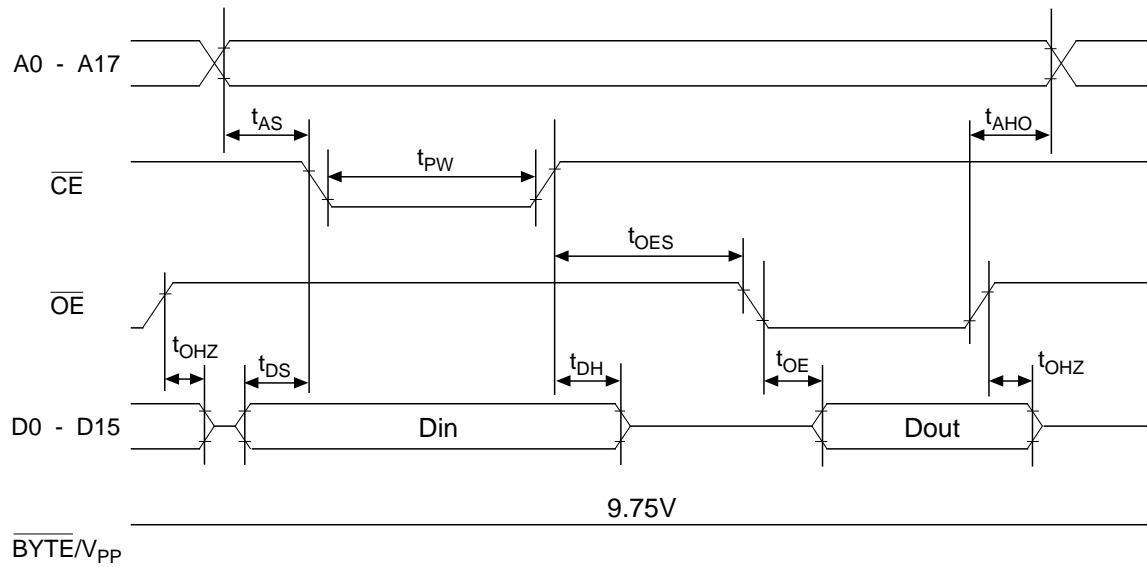 A0 - A17
tAS
tAHO
CE
tPW
tOES
OE
tOHZ
tDS
tDH
tOE
tOHZ
D0 - D15
Din
Dout
9.75V
BYTE/VPP